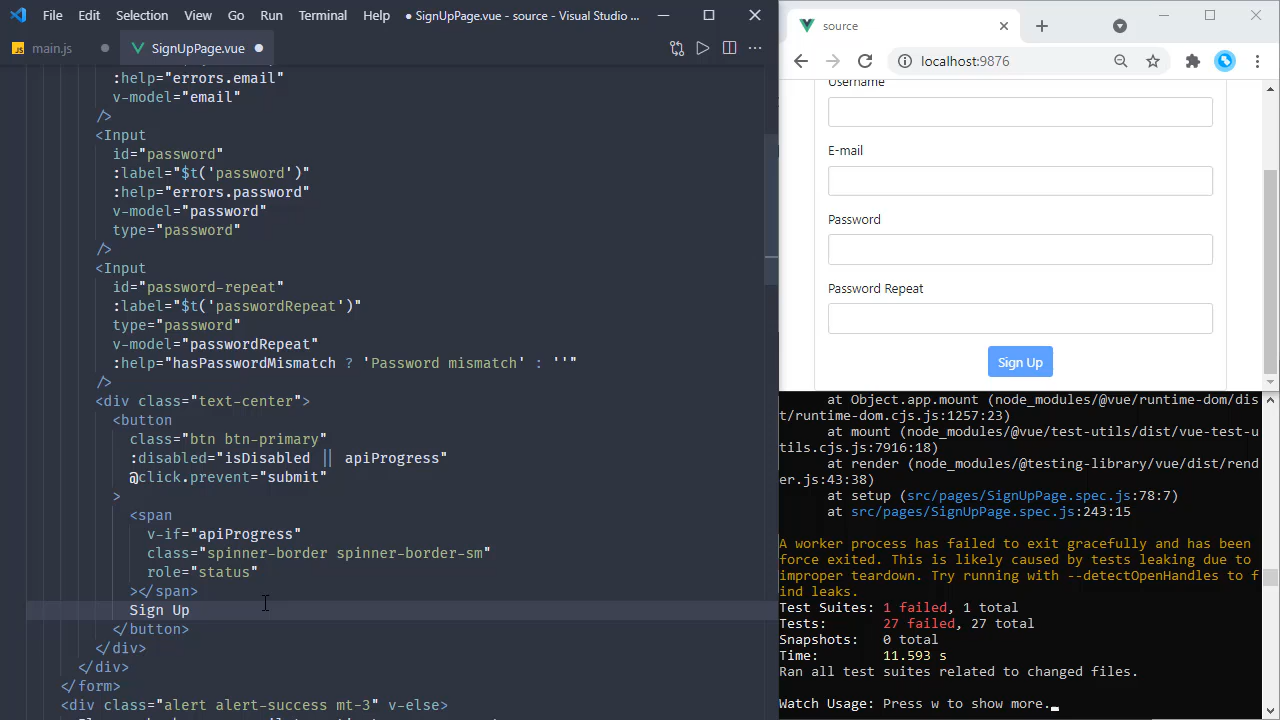 File Edit Selection View Go Run Terminal Help ● SignUpPage.vue - source - Visual Studio ...
JS main.js ● SignUpPage.vue ●
:help="errors.email"
v-model="email"
/>
<Input
id="password"
:label="$t('password')"
:help="errors.password"
v-model="password"
type="password"
/>
<Input
id="password-repeat"
:label="$t('passwordRepeat')"
type="password"
v-model="passwordRepeat"
:help="hasPasswordMismatch ? 'Password mismatch' : ''"
/>
<div class="text-center">
<button
class="btn btn-primary"
:disabled="isDisabled || apiProgress"
@click.prevent="submit"
>
<span
v-if="apiProgress"
class="spinner-border spinner-border-sm"
role="status"
></span>
Sign Up
</button>
</div>
</div>
</form>
<div class="alert alert-success mt-3" v-else>
source
localhost:9876
Username
E-mail
Password
Password Repeat
Sign Up
at Object.app.mount (node_modules/@vue/runtime-dom/dis
t/runtime-dom.cjs.js:1257:23)
at mount (node_modules/@vue/test-utils/dist/vue-test-u
tils.cjs.js:7916:18)
at render (node_modules/@testing-library/vue/dist/rend
er.js:43:38)
at setup (src/pages/SignUpPage.spec.js:78:7)
at src/pages/SignUpPage.spec.js:243:15
A worker process has failed to exit gracefully and has been
force exited. This is likely caused by tests leaking due to
improper teardown. Try running with --detectOpenHandles to f
ind leaks.
Test Suites: 1 failed, 1 total
Tests: 27 failed, 27 total
Snapshots: 0 total
Time: 11.593 s
Ran all test suites related to changed files.
Watch Usage: Press w to show more.